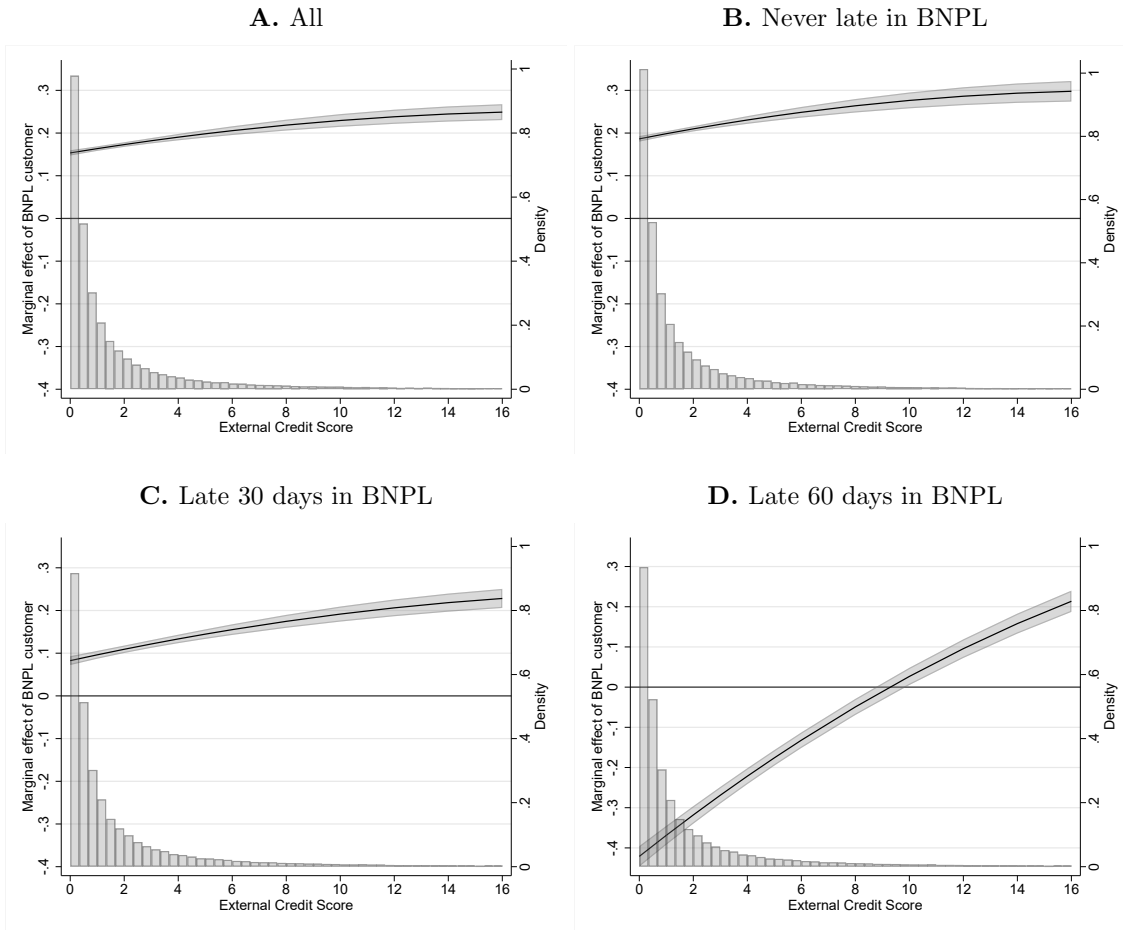 A. All
Marginal effect of BNPL customer
.3
.2
.1
0
-.1
-.2
-.3
-.4
1
.8
.6
.4
.2
0
Density
0 2 4 6 8 10 12 14 16
External Credit Score
B. Never late in BNPL
Marginal effect of BNPL customer
.3
.2
.1
0
-.1
-.2
-.3
-.4
1
.8
.6
.4
.2
0
Density
0 2 4 6 8 10 12 14 16
External Credit Score
C. Late 30 days in BNPL
Marginal effect of BNPL customer
.3
.2
.1
0
-.1
-.2
-.3
-.4
1
.8
.6
.4
.2
0
Density
0 2 4 6 8 10 12 14 16
External Credit Score
D. Late 60 days in BNPL
Marginal effect of BNPL customer
.3
.2
.1
0
-.1
-.2
-.3
-.4
1
.8
.6
.4
.2
0
Density
0 2 4 6 8 10 12 14 16
External Credit Score